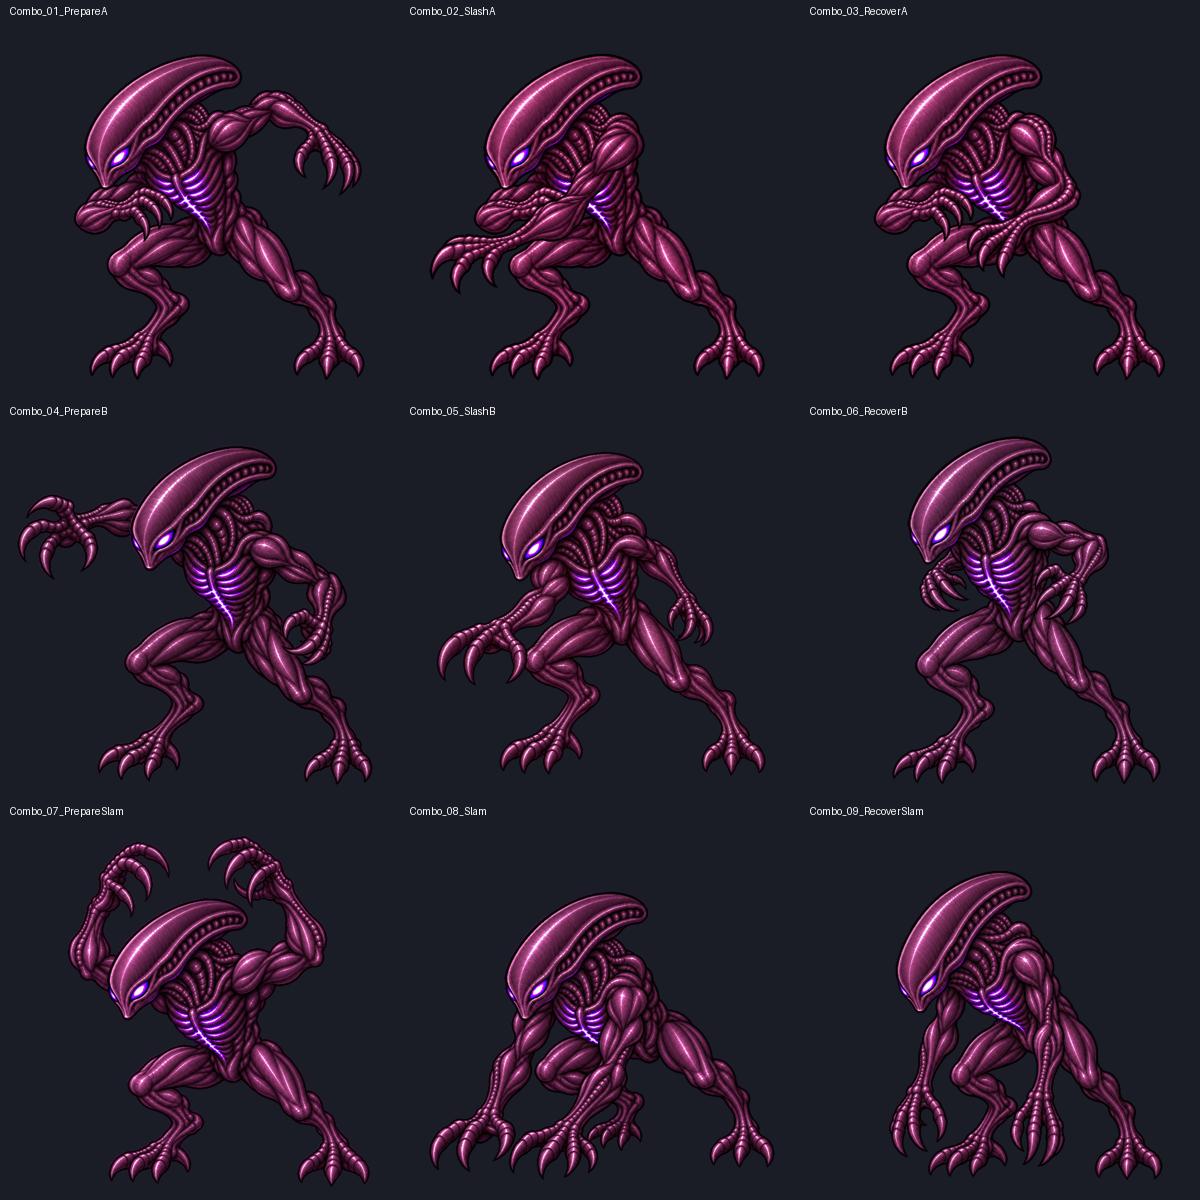 Combo_01_PrepareA
Combo_02_SlashA
Combo_03_RecoverA
Combo_04_PrepareB
Combo_05_SlashB
Combo_06_RecoverB
Combo_07_PrepareSlam
Combo_08_Slam
Combo_09_RecoverSlam